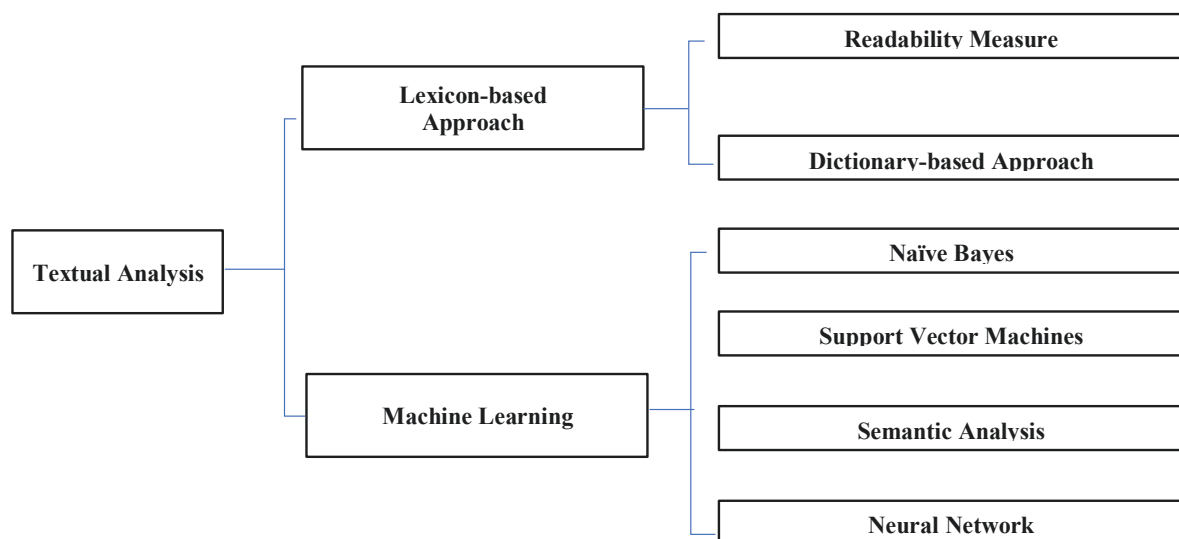 Readability Measure
Lexicon-based
Approach
Dictionary-based Approach
Textual Analysis
Naïve Bayes
Support Vector Machines
Machine Learning
Semantic Analysis
Neural Network